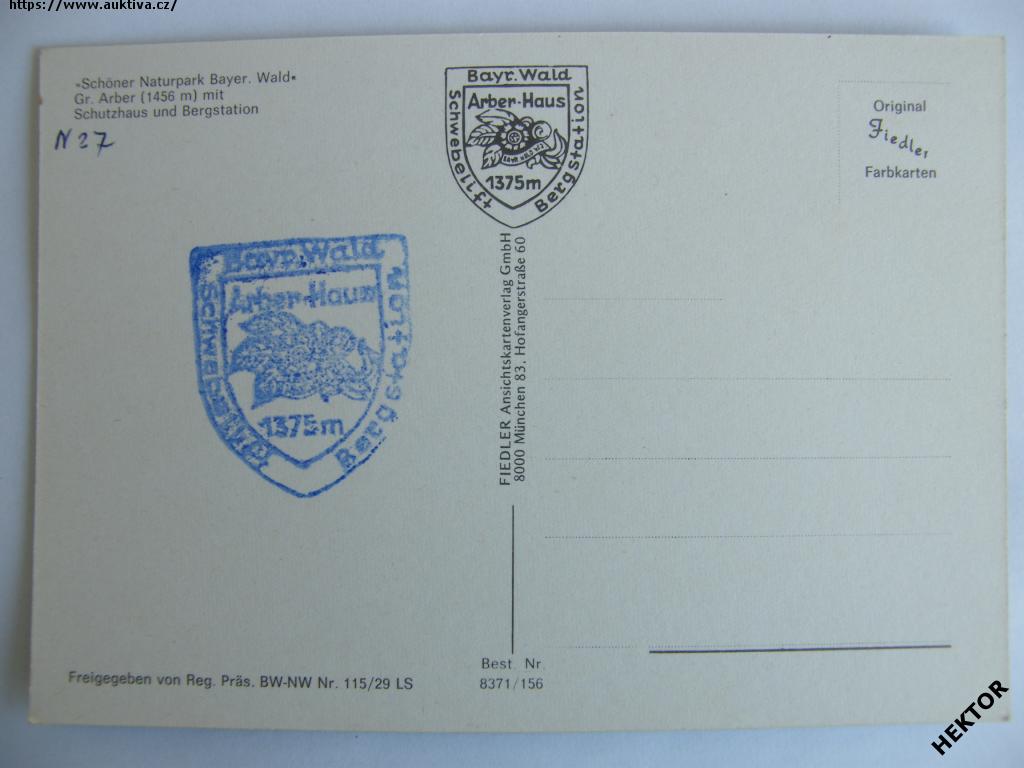 https://www.auktiva.cz/
»Schöner Naturpark Bayer. Wald«
Gr. Arber (1456 m) mit
Schutzhaus und Bergstation
N 27
Bayr. Wald
Arber-Haus
1375m
Schwebelift
Bergstation
Original
Fiedler
Farbkarten
Bayr. Wald
Arber-Haus
1375m
Schwebelift
Bergstation
FIEDLER Ansichtskartenverlag GmbH
8000 München 83, Hofangerstraße 60
Freigegeben von Reg. Präs. BW-NW Nr. 115/29 LS
Best. Nr.
8371/156
HEKTOR